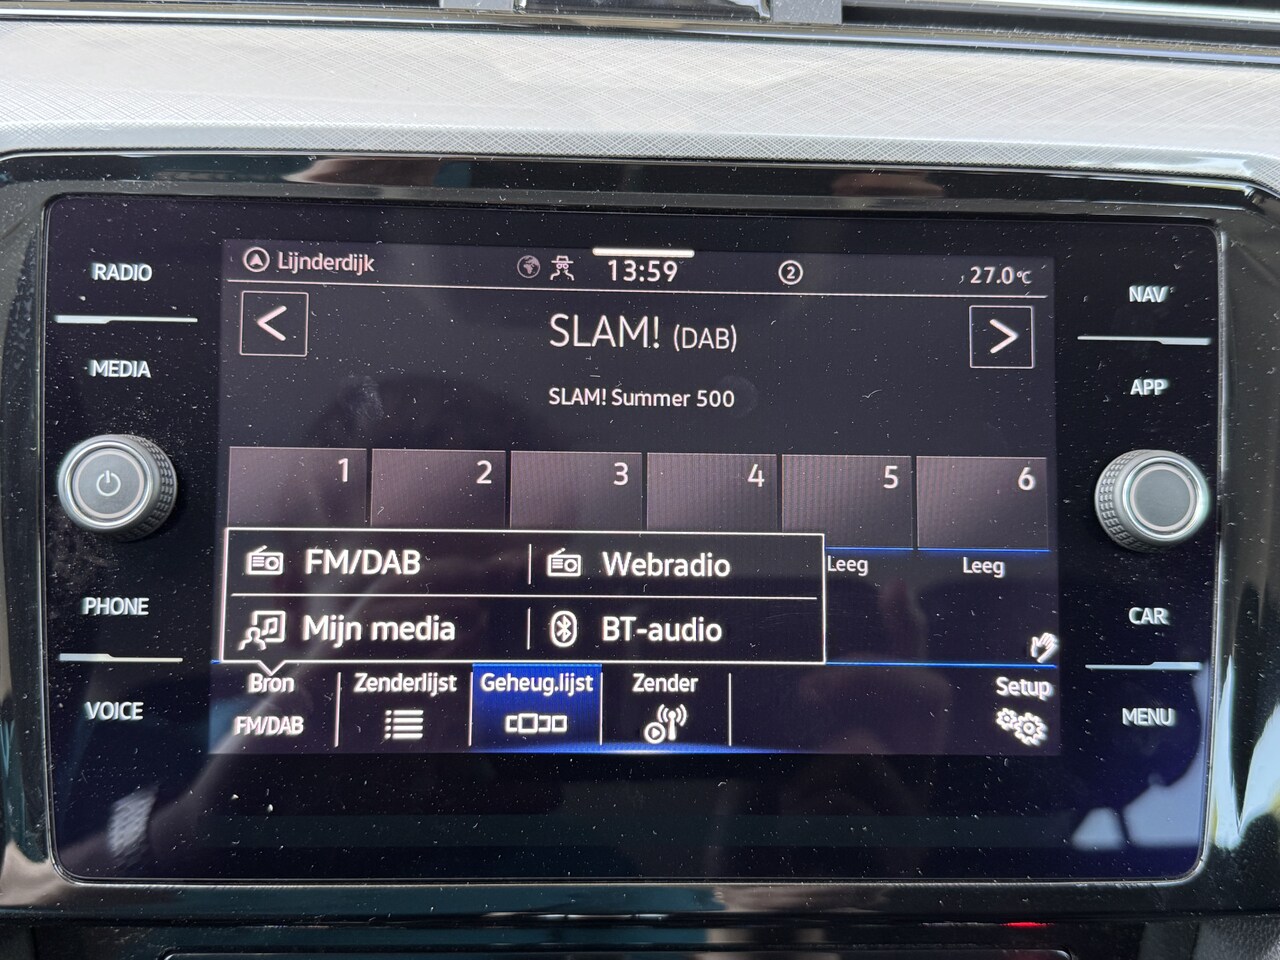 RADIO
MEDIA
PHONE
VOICE
Lijnderdijk
13:59
2
27.0°C
<
SLAM! (DAB)
>
SLAM! Summer 500
1
2
3
4
5
6
Leeg
Leeg
FM/DAB
Webradio
Mijn media
BT-audio
Bron
FM/DAB
Zenderlijst
Geheug.lijst
Zender
Setup
NAV
APP
CAR
MENU